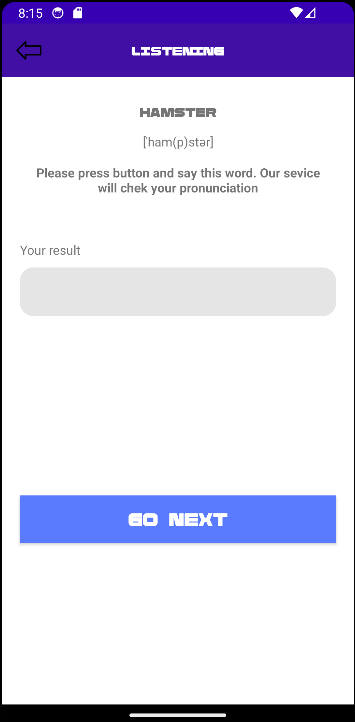 8:15
LISTENING
HAMSTER
['ham(p)stər]
Please press button and say this word. Our sevice
will chek your pronunciation
Your result
GO NEXT